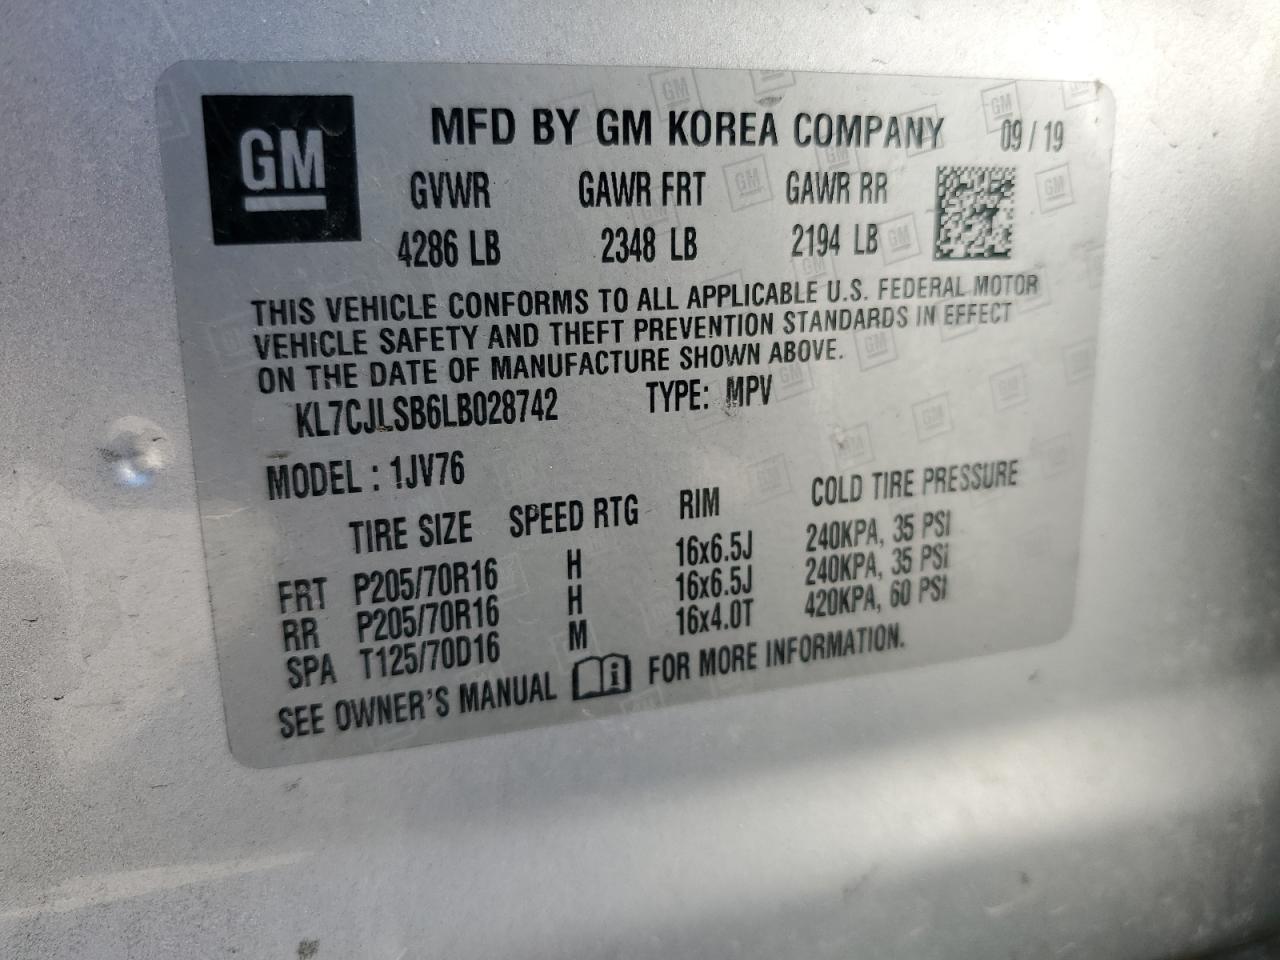 GM
MFD BY GM KOREA COMPANY 09/19
GVWR GAWR FRT GAWR RR
4286 LB 2348 LB 2194 LB
THIS VEHICLE CONFORMS TO ALL APPLICABLE U.S. FEDERAL MOTOR
VEHICLE SAFETY AND THEFT PREVENTION STANDARDS IN EFFECT
ON THE DATE OF MANUFACTURE SHOWN ABOVE.
KL7CJLSB6LB028742 TYPE: MPV
MODEL : 1JV76
TIRE SIZE SPEED RTG RIM COLD TIRE PRESSURE
FRT P205/70R16 H 16x6.5J 240KPA, 35 PSI
RR P205/70R16 H 16x6.5J 240KPA, 35 PSI
SPA T125/70D16 M 16x4.0T 420KPA, 60 PSI
SEE OWNER'S MANUAL i FOR MORE INFORMATION.